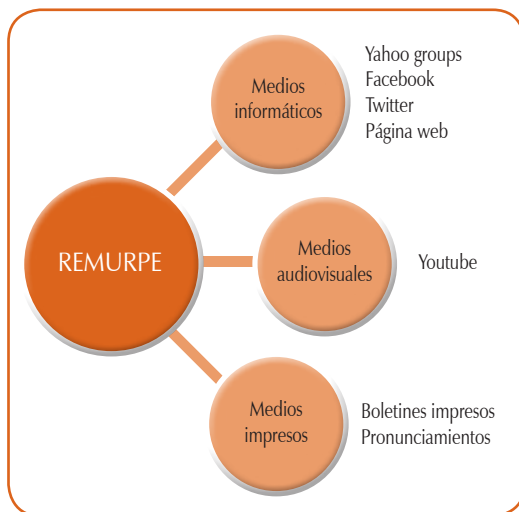 Medios
informáticos
Yahoo groups
Facebook
Twitter
Página web
REMURPE
Medios
audiovisuales
Youtube
Medios
impresos
Boletines impresos
Pronunciamientos